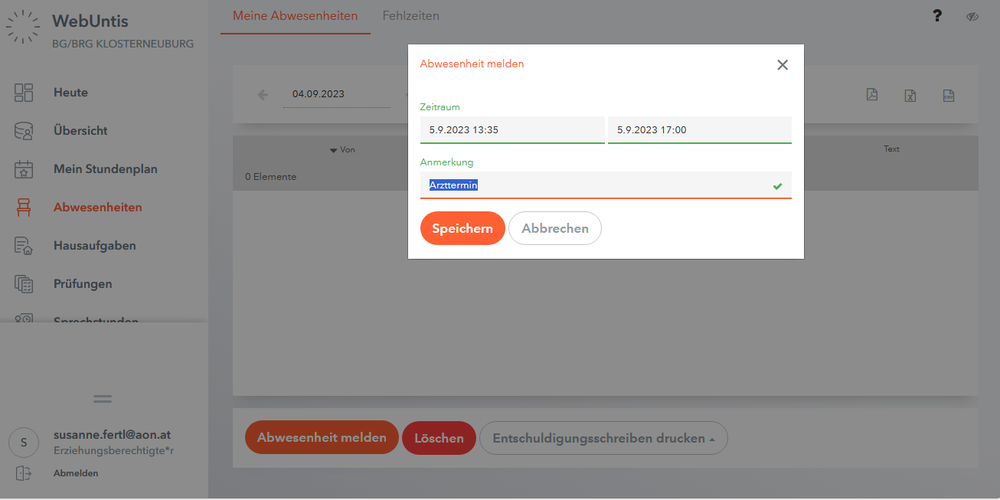 WebUntis
BG/BRG KLOSTERNEUBURG
Heute
Übersicht
Mein Stundenplan
Abwesenheiten
Hausaufgaben
Prüfungen
Sprechstunden
S
susanne.fertl@aon.at
Erziehungsberechtigte*r
Abmelden
Meine Abwesenheiten
Fehlzeiten
?
04.09.2023
Von
Text
0 Elemente
Abwesenheit melden
Zeitraum
5.9.2023 13:35
5.9.2023 17:00
Anmerkung
Arzttermin
Speichern
Abbrechen
Abwesenheit melden
Löschen
Entschuldigungsschreiben drucken